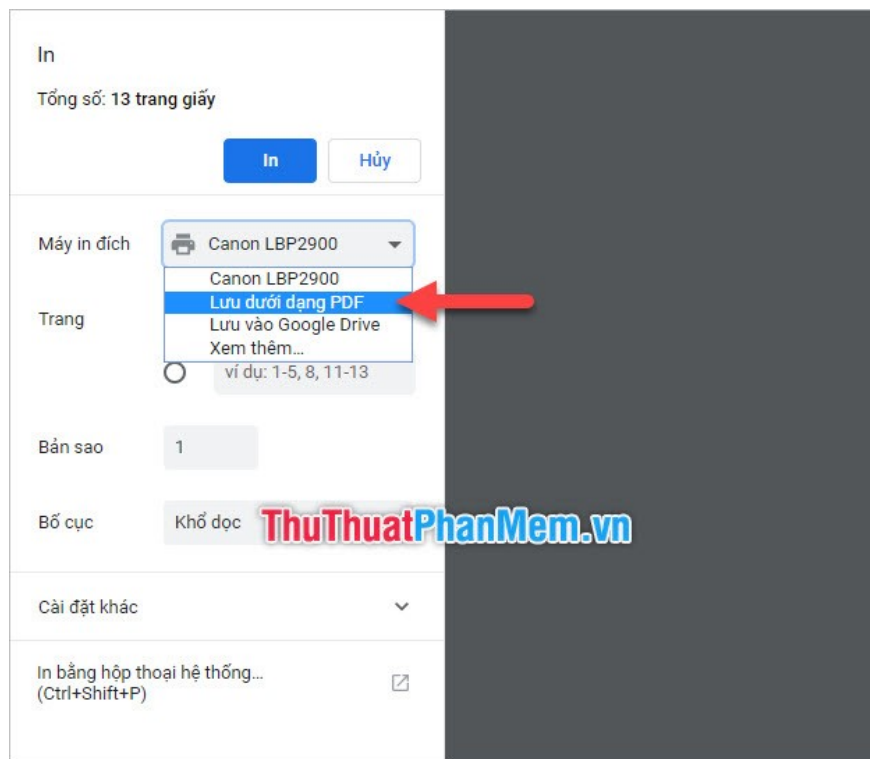 In
Tổng số: 13 trang giấy
In
Hủy
Máy in đích
Canon LBP2900
Canon LBP2900
Lưu dưới dạng PDF
Lưu vào Google Drive
Xem thêm...
Trang
ví dụ: 1-5, 8, 11-13
Bản sao
1
Bố cục
Khổ dọc
ThuThuatPhanMem.vn
Cài đặt khác
In bằng hộp thoại hệ thống...
(Ctrl+Shift+P)